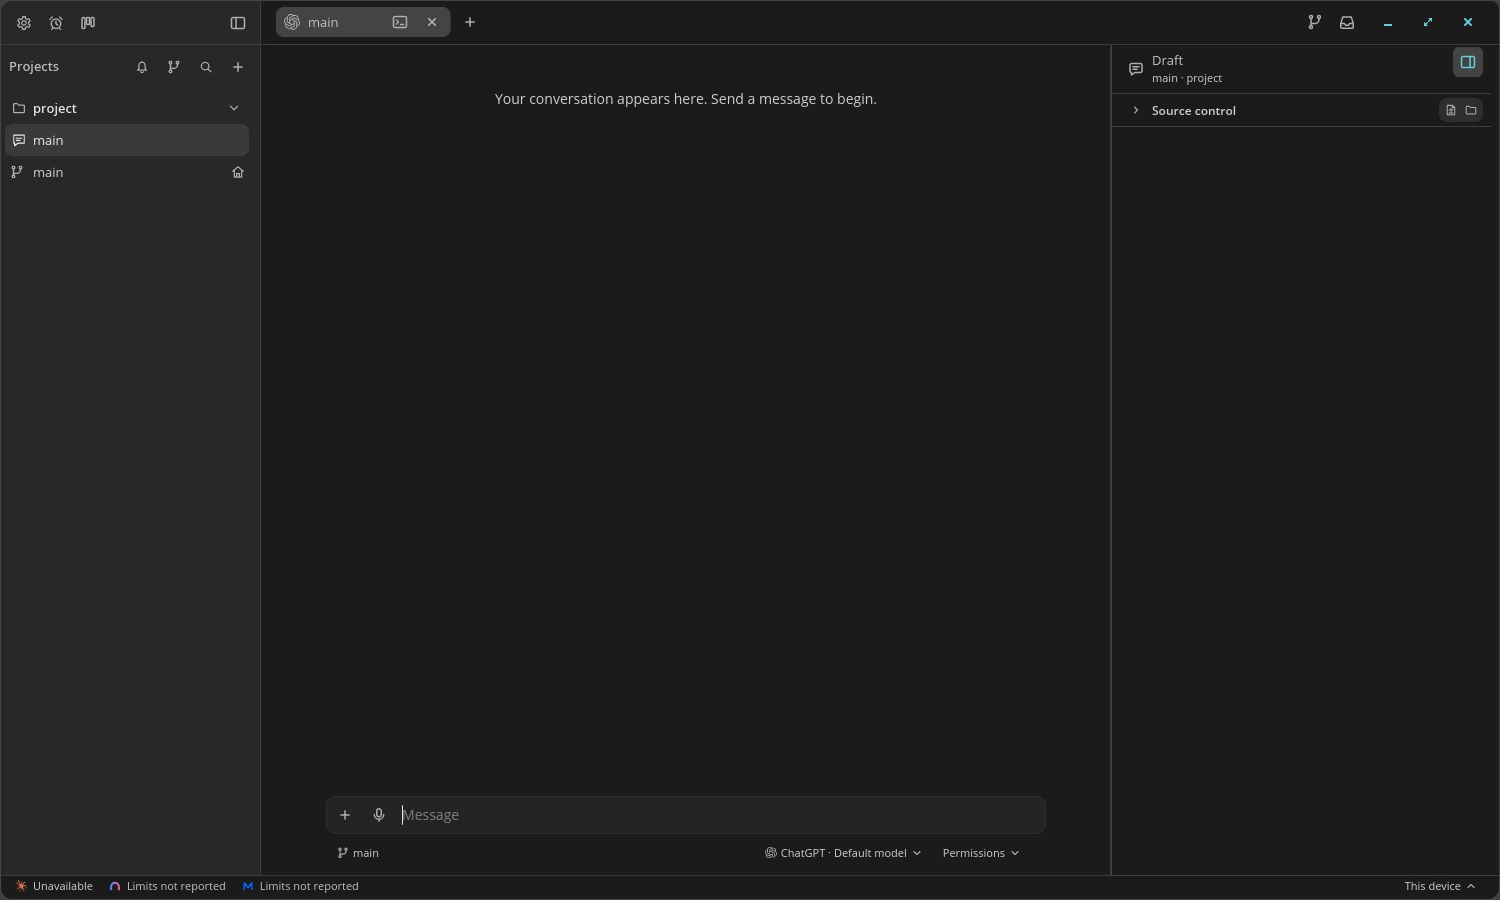 main
Projects
project
main
main
Your conversation appears here. Send a message to begin.
Draft
main · project
Source control
Message
main
ChatGPT · Default model
Permissions
Unavailable
Limits not reported
Limits not reported
This device